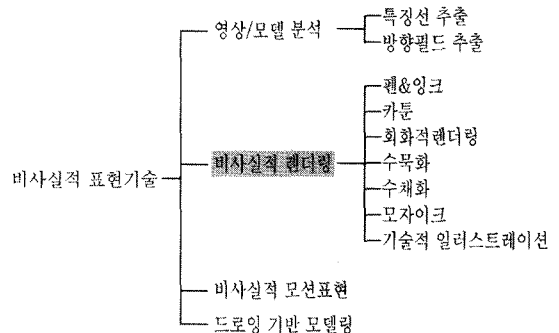 영상/모델 분석
특징선 추출
방향필드 추출
비사실적 표현기술
비사실적 랜더링
펜&잉크
카툰
회화적랜더링
수묵화
수채화
모자이크
기술적 일러스트레이션
비사실적 모션표현
드로잉 기반 모델링